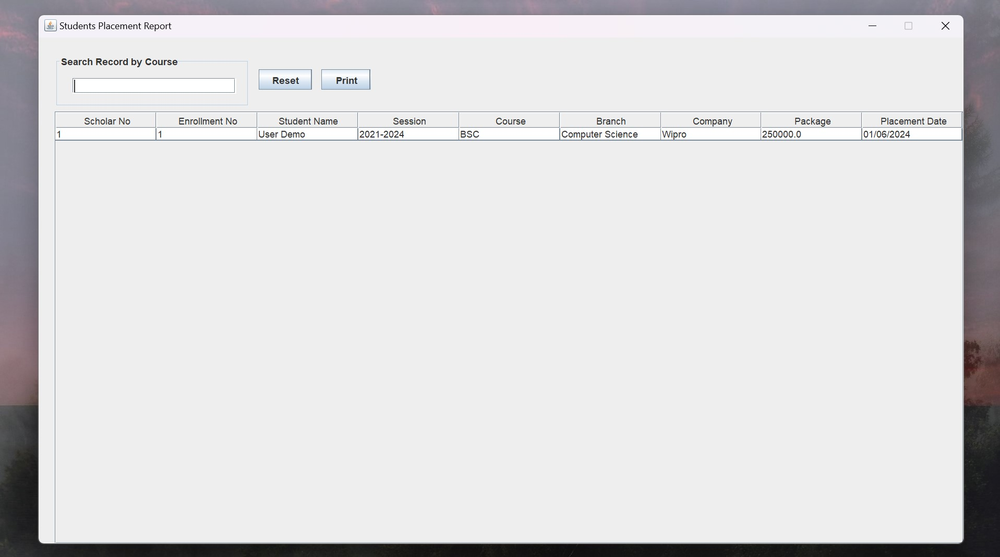 Students Placement Report
Search Record by Course
Reset Print
Scholar No Enrollment No Student Name Session Course Branch Company Package Placement Date
1 1 User Demo 2021-2024 BSC Computer Science Wipro 250000.0 01/06/2024